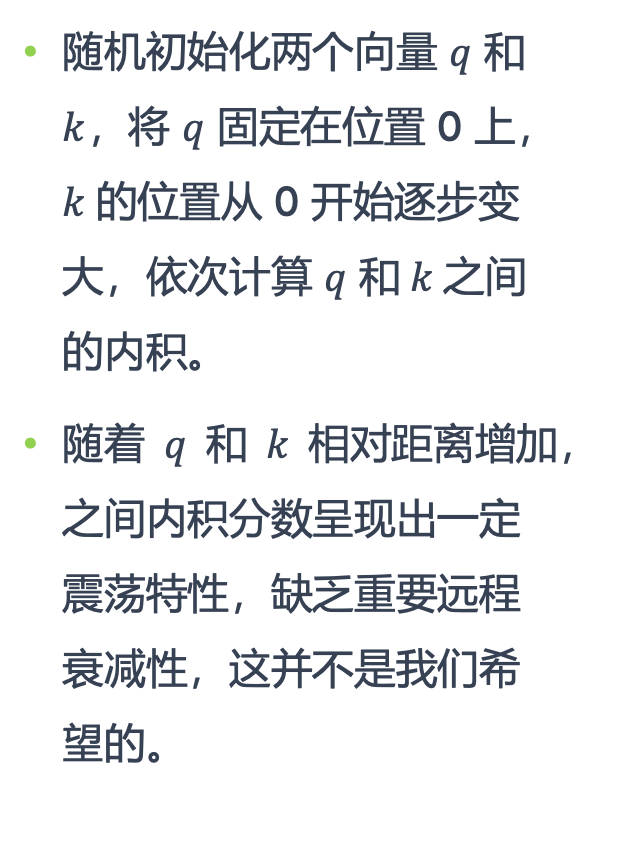 • 随机初始化两个向量 q 和
k，将 q 固定在位置 0 上，
k 的位置从 0 开始逐步变
大，依次计算 q 和 k 之间
的内积。
• 随着 q 和 k 相对距离增加，
之间内积分数呈现出一定
震荡特性，缺乏重要远程
衰减性，这并不是我们希
望的。